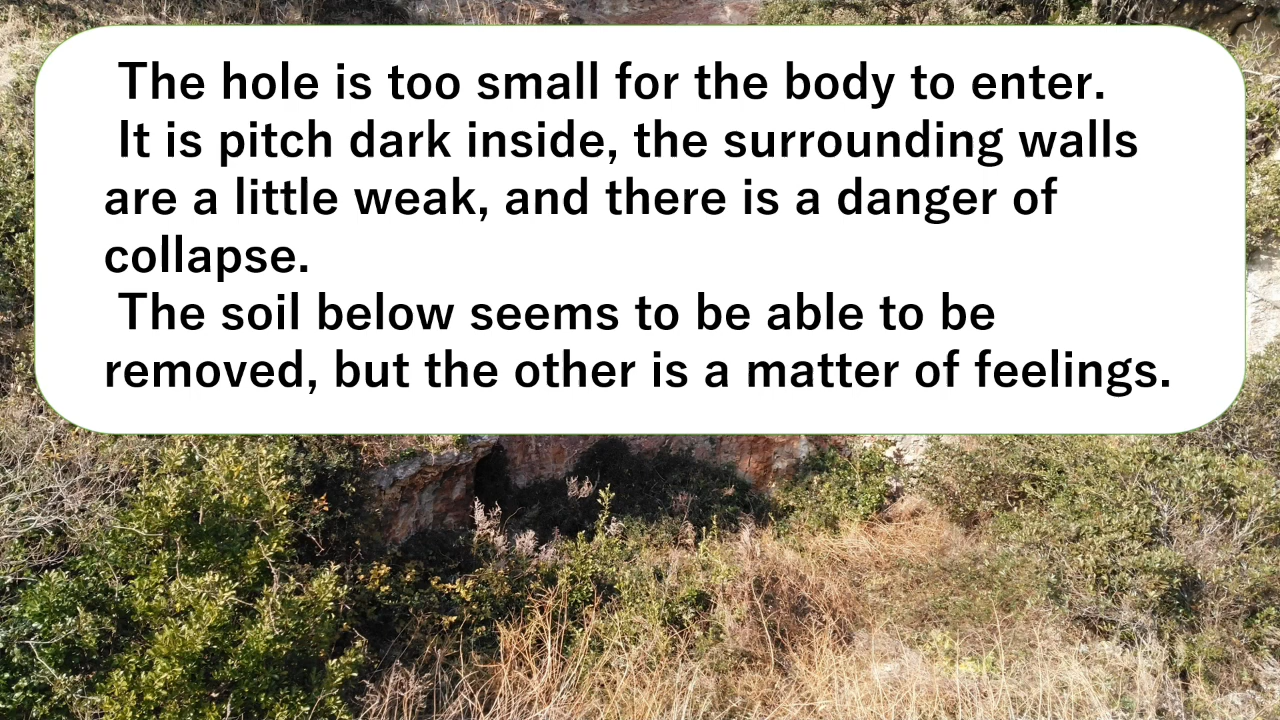 The hole is too small for the body to enter.
It is pitch dark inside, the surrounding walls
are a little weak, and there is a danger of
collapse.
The soil below seems to be able to be
removed, but the other is a matter of feelings.